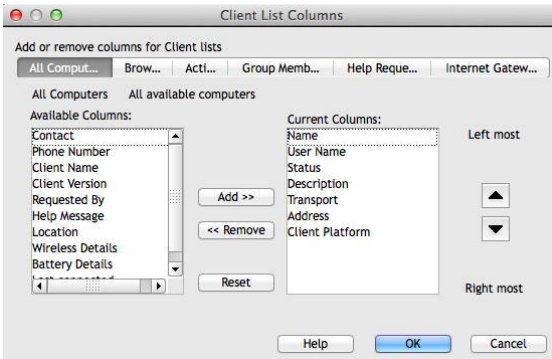 Client List Columns
Add or remove columns for Client lists
All Comput... Brow... Acti... Group Memb... Help Reque... Internet Gatew...
All Computers All available computers
Available Columns:
Contact
Phone Number
Client Name
Client Version
Requested By
Help Message
Location
Wireless Details
Battery Details
Add >>
<< Remove
Reset
Current Columns:
Name
User Name
Status
Description
Transport
Address
Client Platform
Left most
Right most
Help OK Cancel